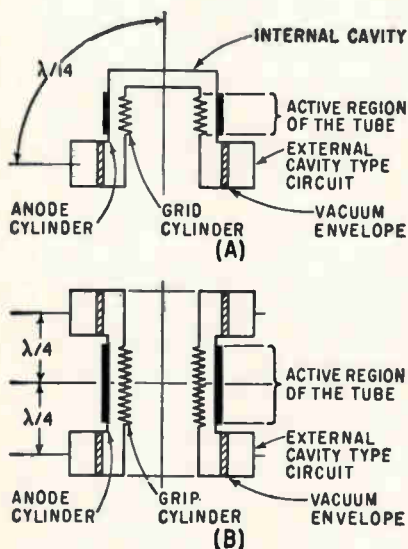 INTERNAL CAVITY
λ/4
ACTIVE REGION
OF THE TUBE
EXTERNAL
CAVITY TYPE
CIRCUIT
ANODE
CYLINDER
GRID
CYLINDER
VACUUM
ENVELOPE
(A)
λ/4
λ/4
ACTIVE REGION
OF THE TUBE
EXTERNAL
CAVITY TYPE
CIRCUIT
ANODE
CYLINDER
GRIP
CYLINDER
VACUUM
ENVELOPE
(B)